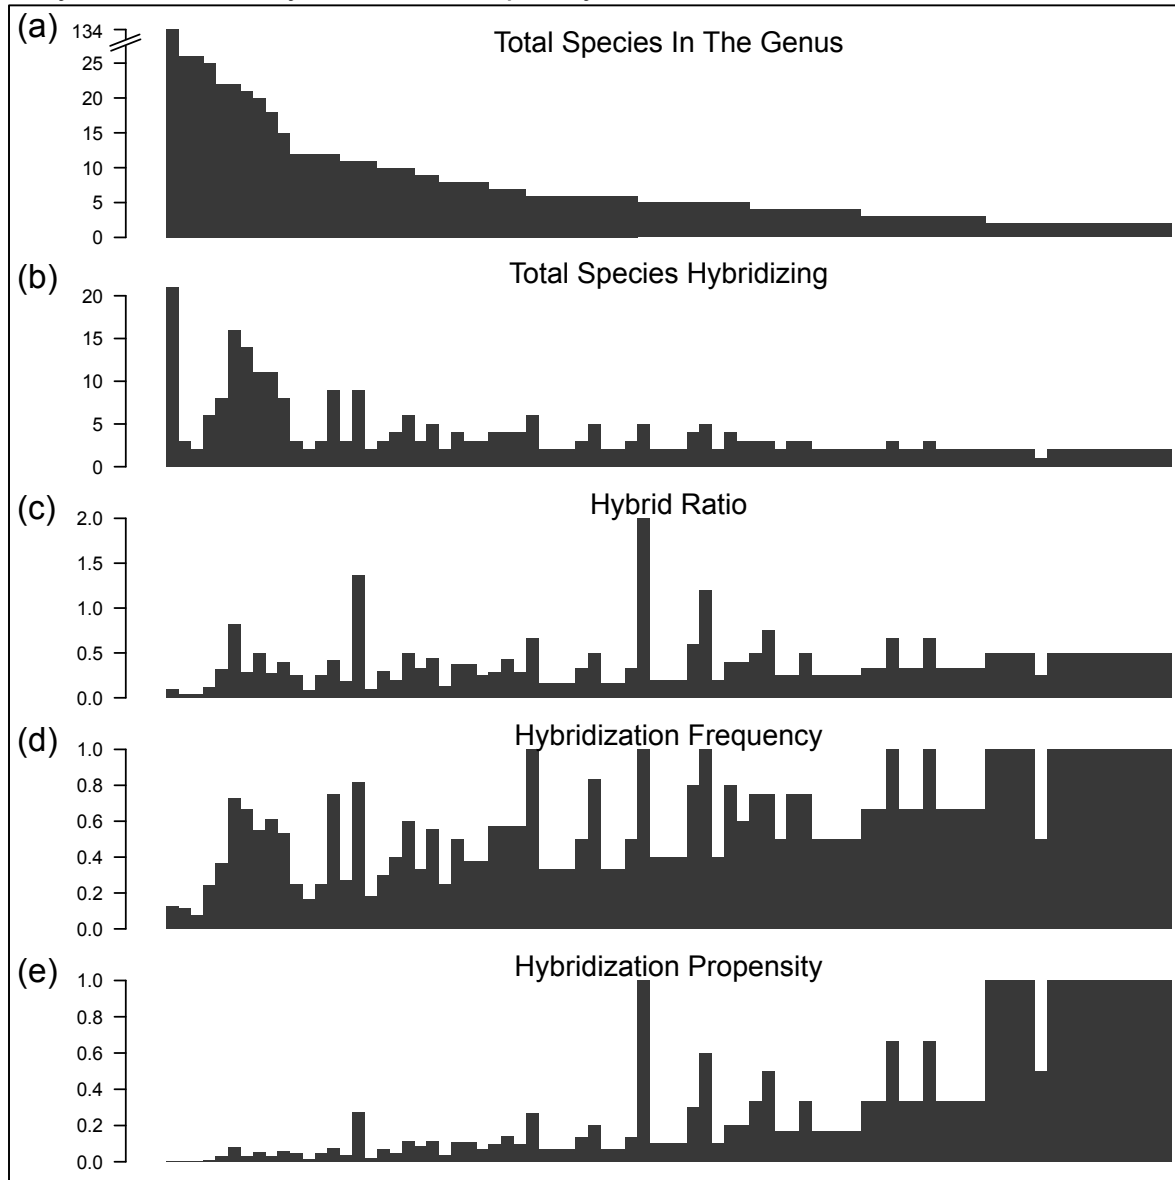 (a)
Total Species In The Genus
134
25
20
15
10
5
0
(b)
Total Species Hybridizing
20
15
10
5
0
(c)
Hybrid Ratio
2.0
1.5
1.0
0.5
0.0
(d)
Hybridization Frequency
1.0
0.8
0.6
0.4
0.2
0.0
(e)
Hybridization Propensity
1.0
0.8
0.6
0.4
0.2
0.0